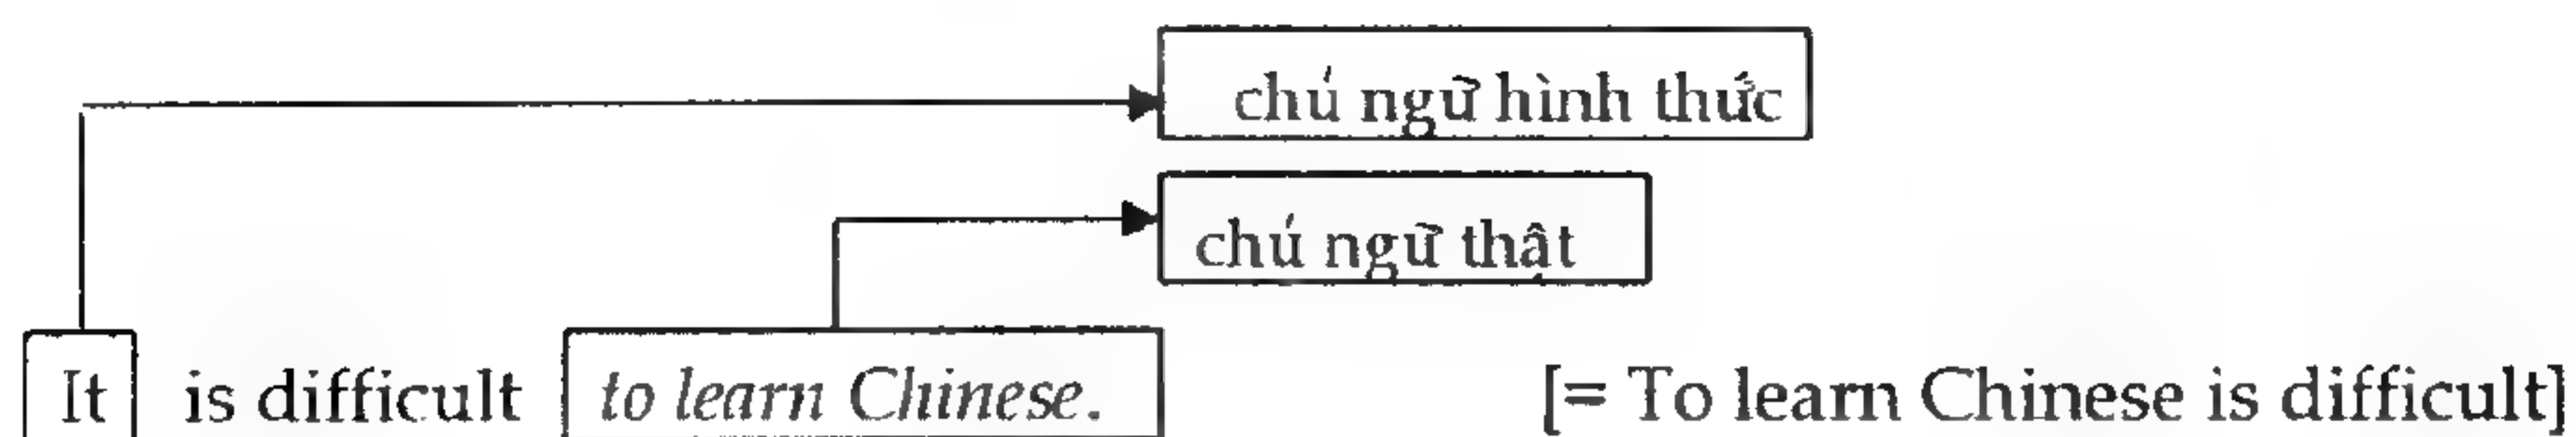 chủ ngữ hình thức
chủ ngữ thật
It is difficult to learn Chinese. [= To learn Chinese is difficult]